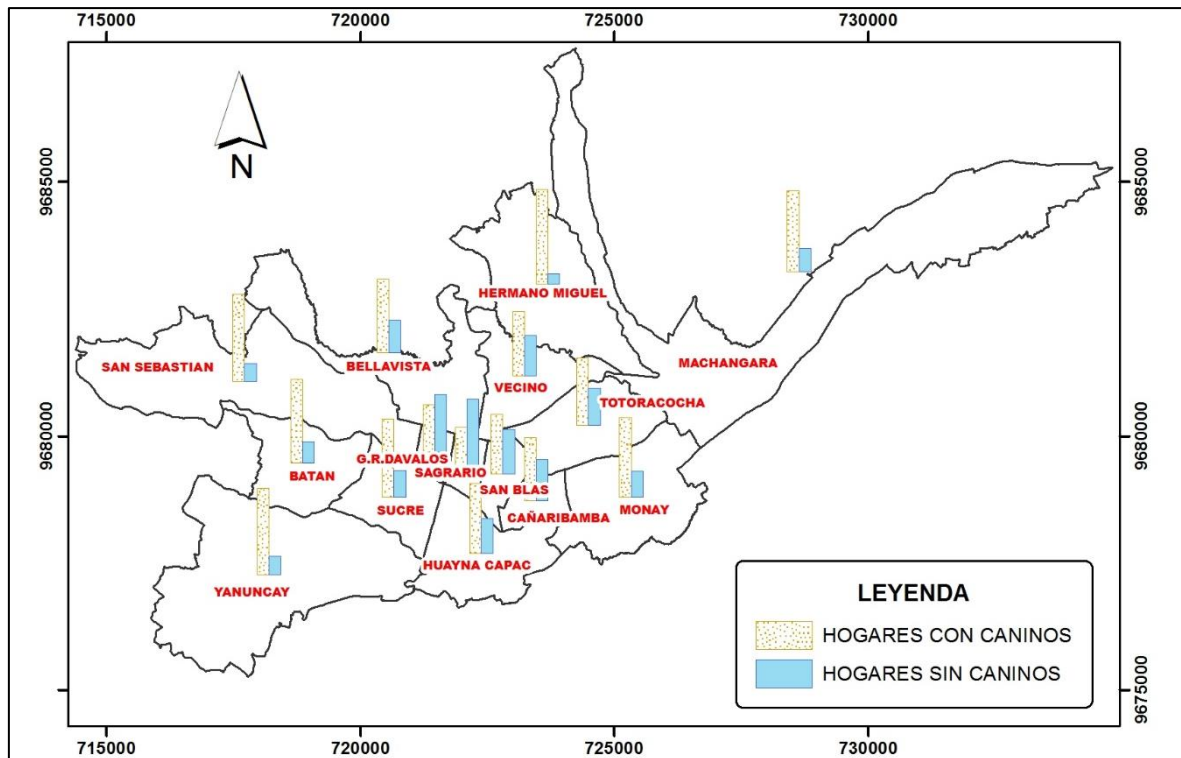 715000
720000
725000
730000
9685000
9685000
N
HERMANO MIGUEL
SAN SEBASTIAN
BELLAVISTA
MACHANGARA
VECINO
TOTORACOCHA
9680000
9680000
G.R.DAVALOS
SAGRARIO
BATAN
SAN BLAS
SUCRE
CAÑARIBAMBA
MONAY
HUAYNA CAPAC
YANUNCAY
LEYENDA
HOGARES CON CANINOS
HOGARES SIN CANINOS
9675000
9675000
715000
720000
725000
730000